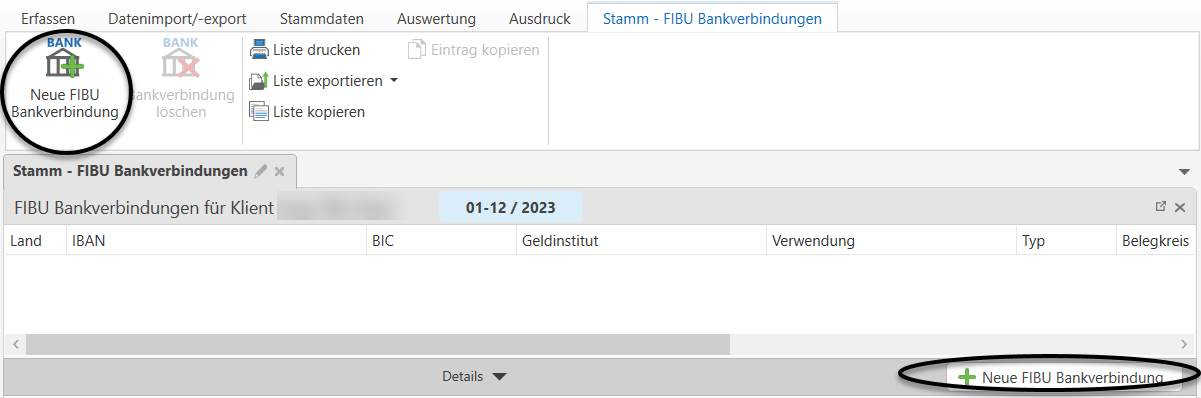 Erfassen Datenimport/-export Stammdaten Auswertung Ausdruck Stamm - FIBU Bankverbindungen
BANK BANK
Neue FIBU Bankverbindung
Bankverbindung löschen
Liste drucken Eintrag kopieren
Liste exportieren
Liste kopieren
Stamm - FIBU Bankverbindungen
FIBU Bankverbindungen für Klient 01-12 / 2023
Land IBAN BIC Geldinstitut Verwendung Typ Belegkreis
Details Neue FIBU Bankverbindung